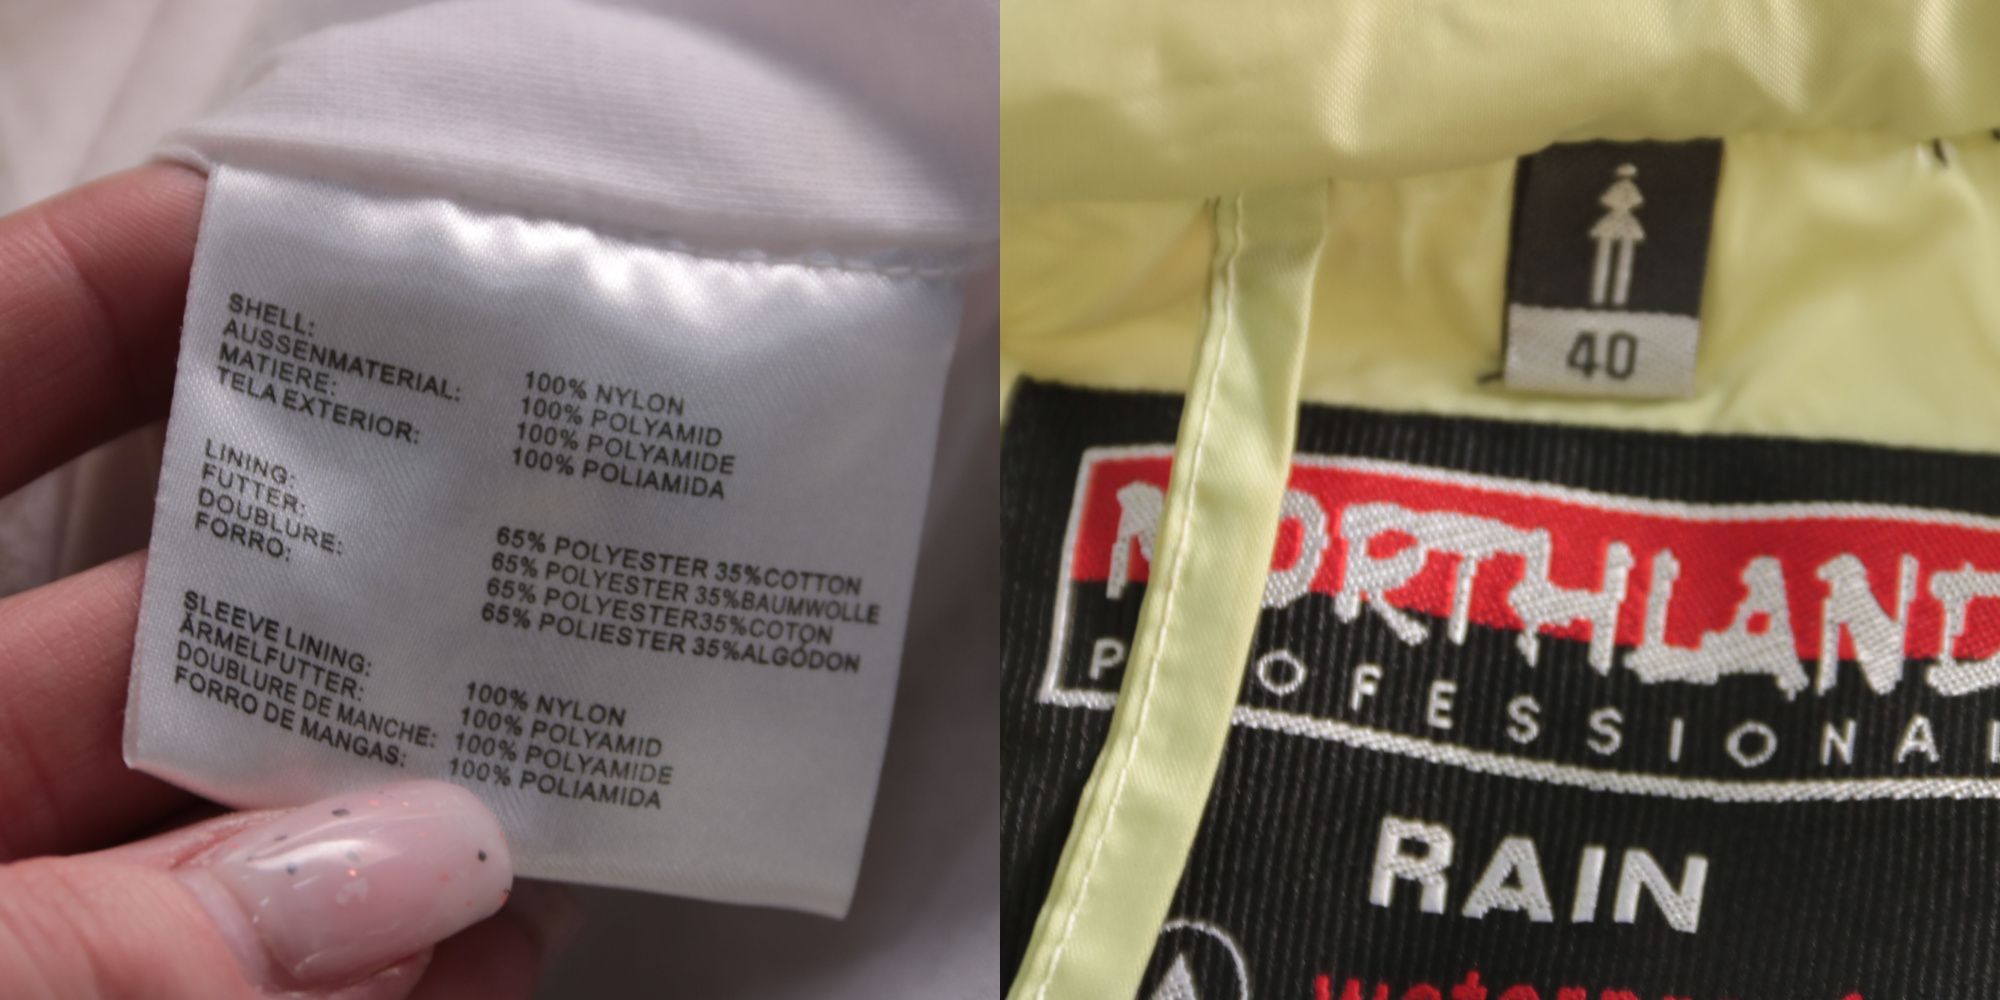 SHELL:
AUSSENMATERIAL:
MATIERE:
TELA EXTERIOR:
100% NYLON
100% POLYAMID
100% POLYAMIDE
100% POLIAMIDA
LINING:
FUTTER:
DOUBLURE:
FORRO:
65% POLYESTER 35%COTTON
65% POLYESTER 35%BAUMWOLLE
65% POLYESTER35%COTON
65% POLIESTER 35%ALGÓDON
SLEEVE LINING:
ÄRMELFUTTER:
DOUBLURE DE MANCHE:
FORRO DE MANGAS:
100% NYLON
100% POLYAMID
100% POLYAMIDE
100% POLIAMIDA
40
NORTHLAND
P OFESSIONAL
RAIN